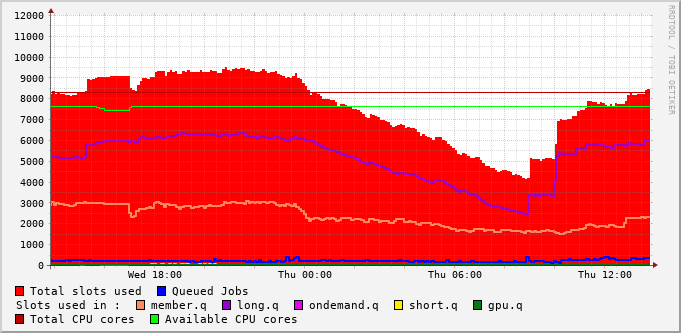 12000
11000
10000
9000
8000
7000
6000
5000
4000
3000
2000
1000
0
Wed 18:00 Thu 00:00 Thu 06:00 Thu 12:00
Total slots used Queued Jobs
Slots used in : member.q long.q ondemand.q short.q gpu.q
Total CPU cores Available CPU cores
RRDTOOL / TOBI OETIKER